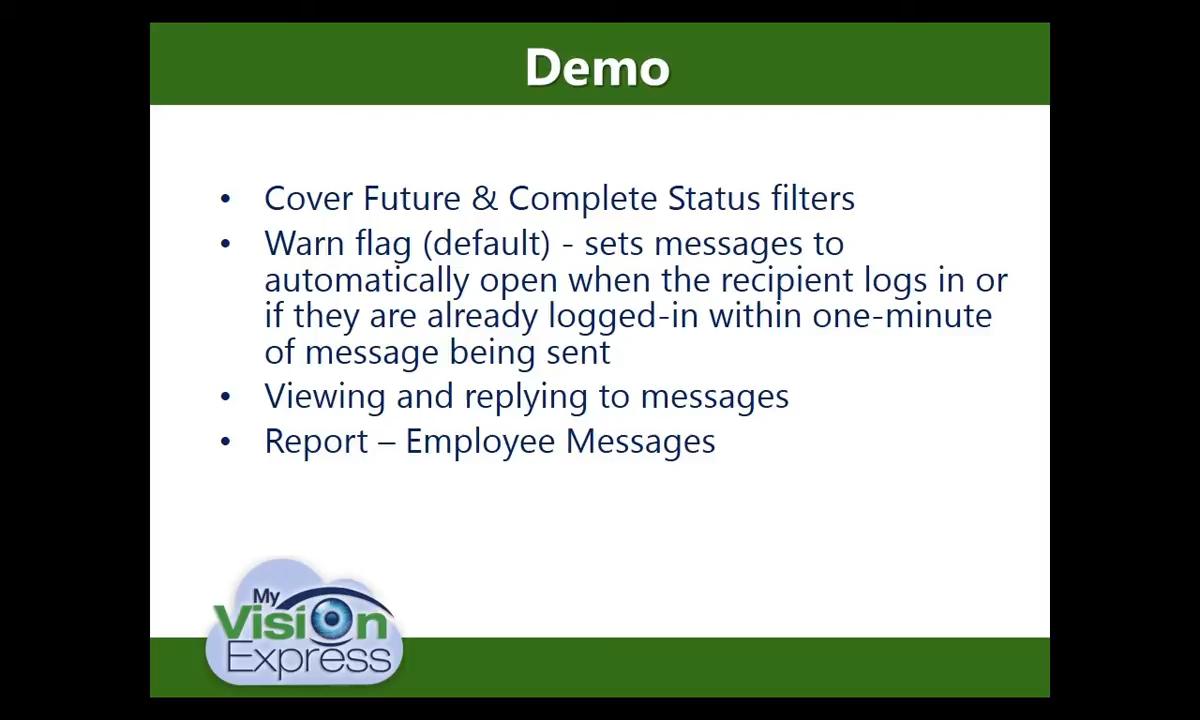 Demo
• Cover Future & Complete Status filters
• Warn flag (default) - sets messages to
automatically open when the recipient logs in or
if they are already logged-in within one-minute
of message being sent
• Viewing and replying to messages
• Report – Employee Messages
My
Vision
Express